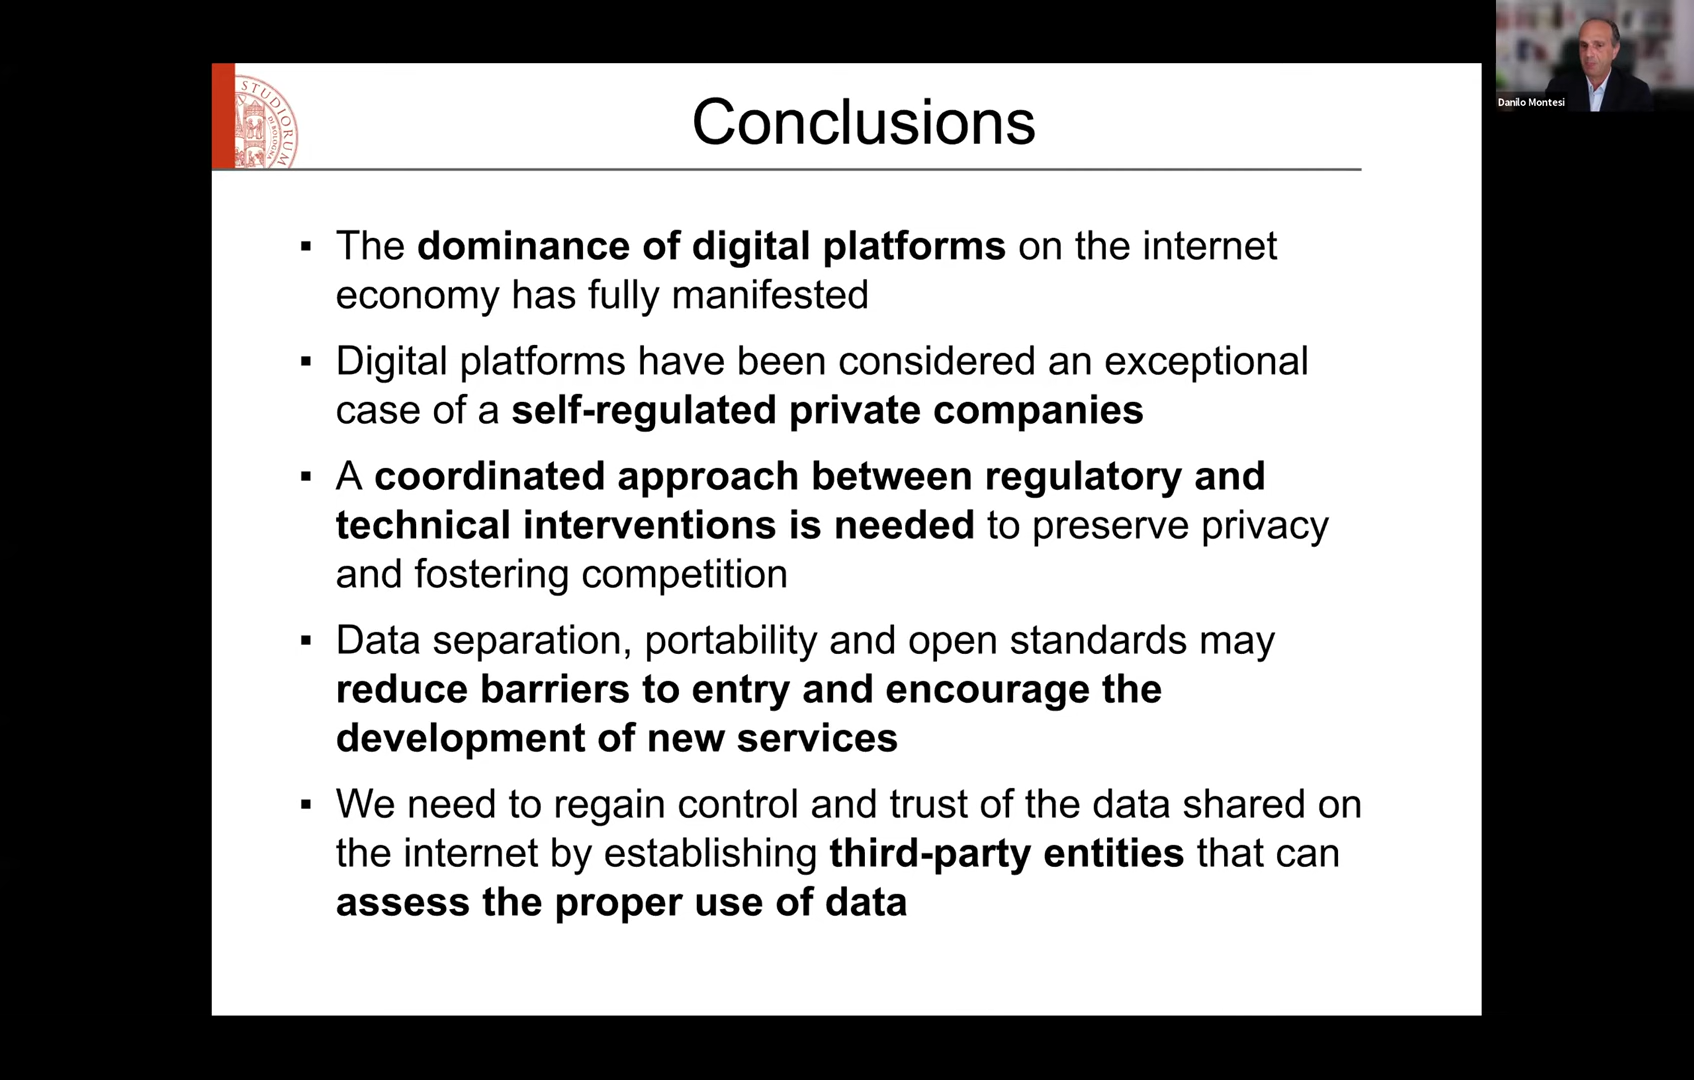 STUDIORUM
Conclusions
Danilo Montesi
▪ The dominance of digital platforms on the internet
economy has fully manifested
▪ Digital platforms have been considered an exceptional
case of a self-regulated private companies
▪ A coordinated approach between regulatory and
technical interventions is needed to preserve privacy
and fostering competition
▪ Data separation, portability and open standards may
reduce barriers to entry and encourage the
development of new services
▪ We need to regain control and trust of the data shared on
the internet by establishing third-party entities that can
assess the proper use of data